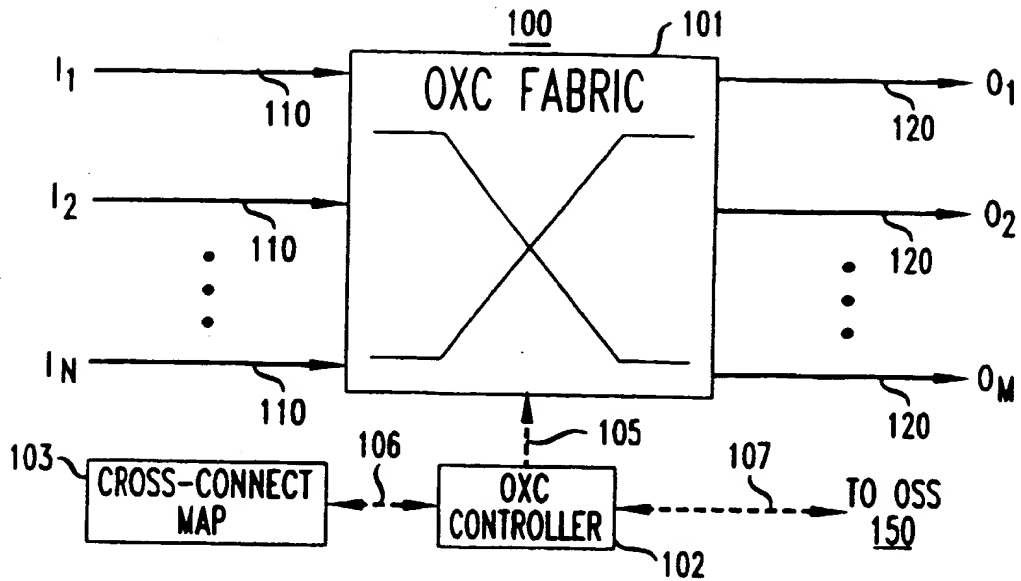 100
101
I1
110
OXC FABRIC
120
O1
I2
110
120
O2
IN
110
120
OM
105
103
CROSS-CONNECT
MAP
106
OXC
CONTROLLER
102
107
TO OSS
150